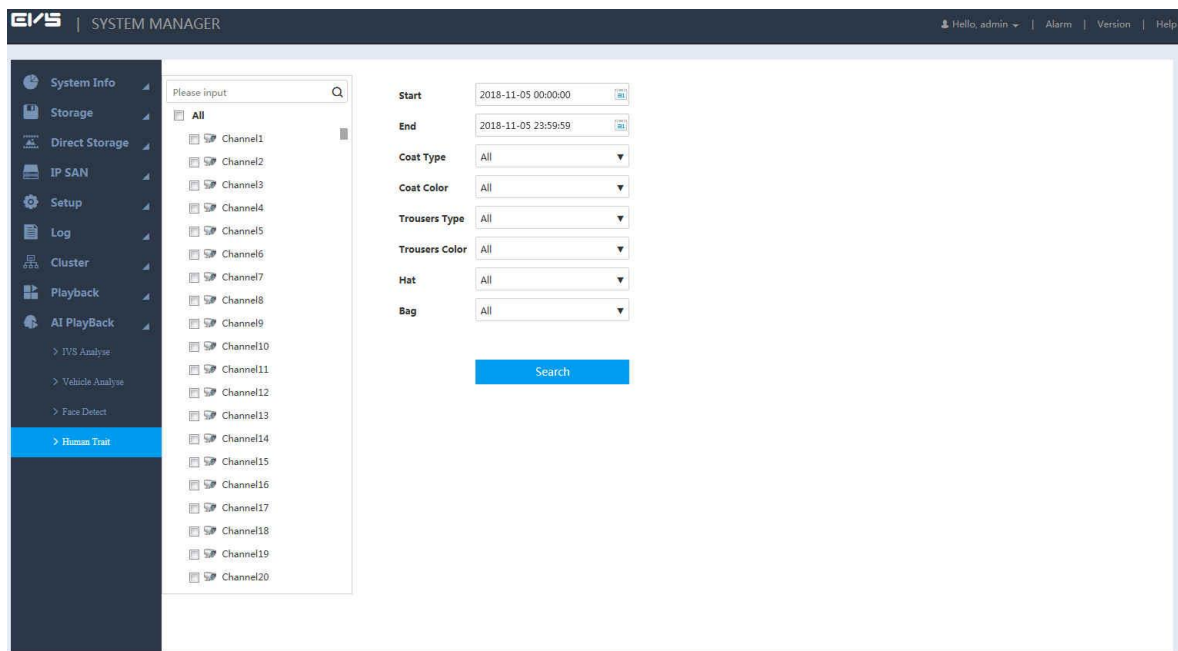 EVS | SYSTEM MANAGER
Hello, admin | Alarm | Version | Help
System Info
Storage
Direct Storage
IP SAN
Setup
Log
Cluster
Playback
AI PlayBack
> IVS Analyse
> Vehicle Analyse
> Face Detect
> Human Trait
Please input
All
Channel1
Channel2
Channel3
Channel4
Channel5
Channel6
Channel7
Channel8
Channel9
Channel10
Channel11
Channel12
Channel13
Channel14
Channel15
Channel16
Channel17
Channel18
Channel19
Channel20
Start 2018-11-05 00:00:00
End 2018-11-05 23:59:59
Coat Type All
Coat Color All
Trousers Type All
Trousers Color All
Hat All
Bag All
Search